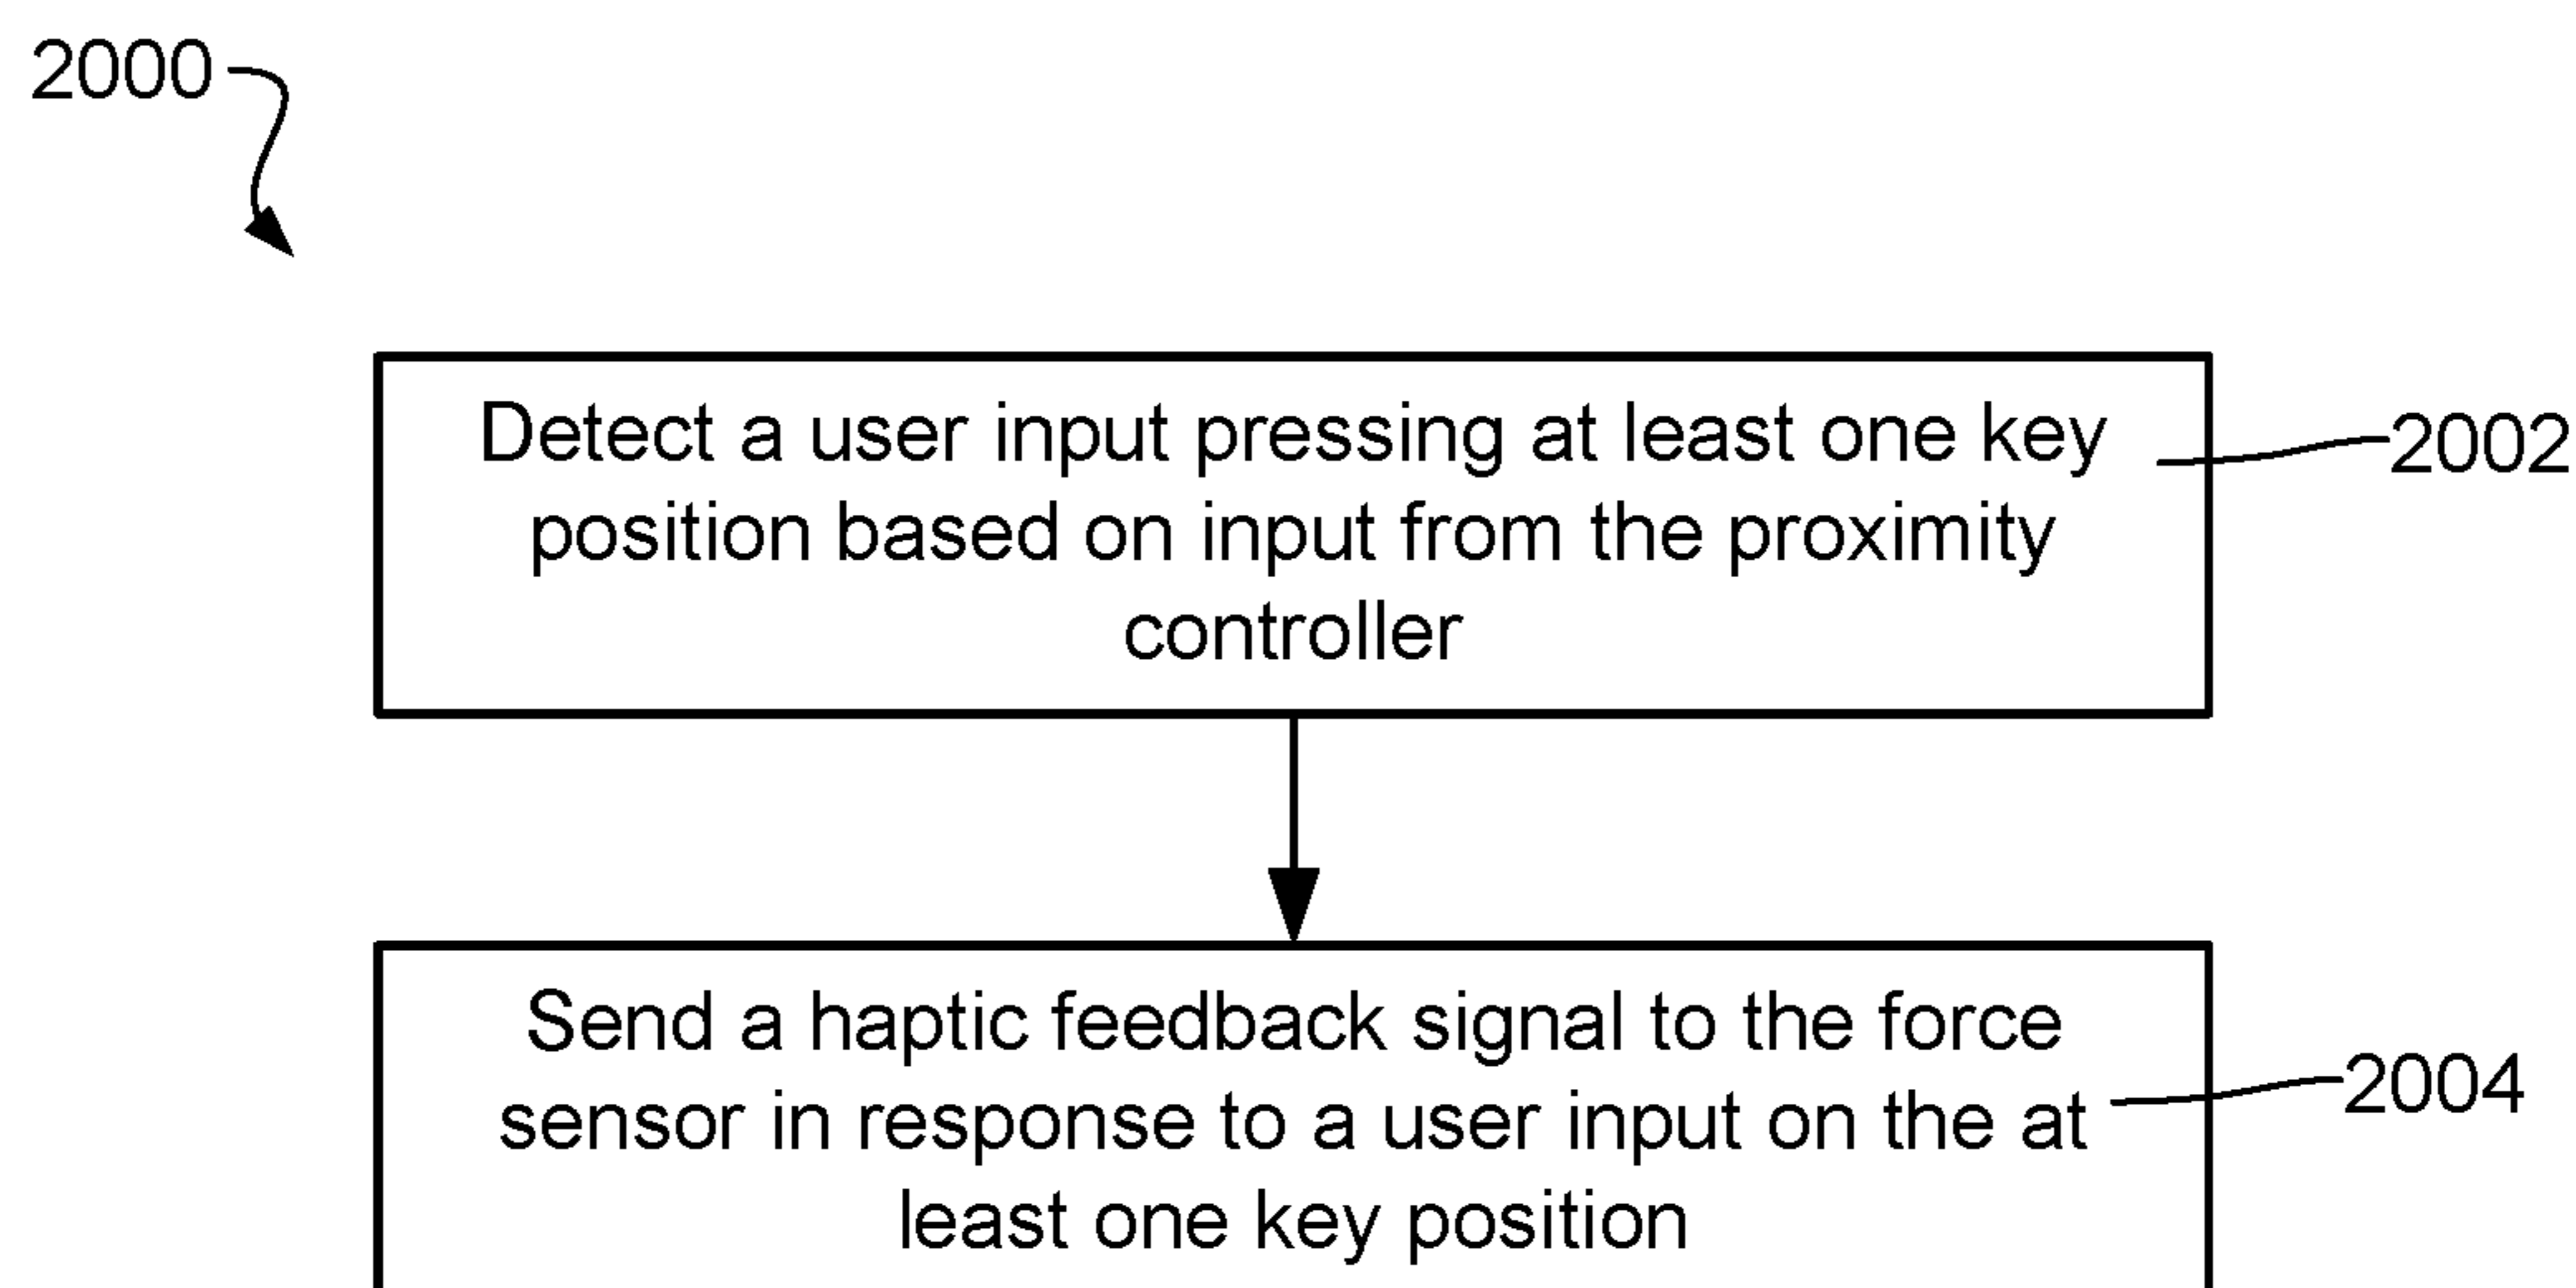 2000
Detect a user input pressing at least one key
2002
position based on input from the proximity
controller
Send a haptic feedback signal to the force
2004
sensor in response to a user input on the at
least one key position